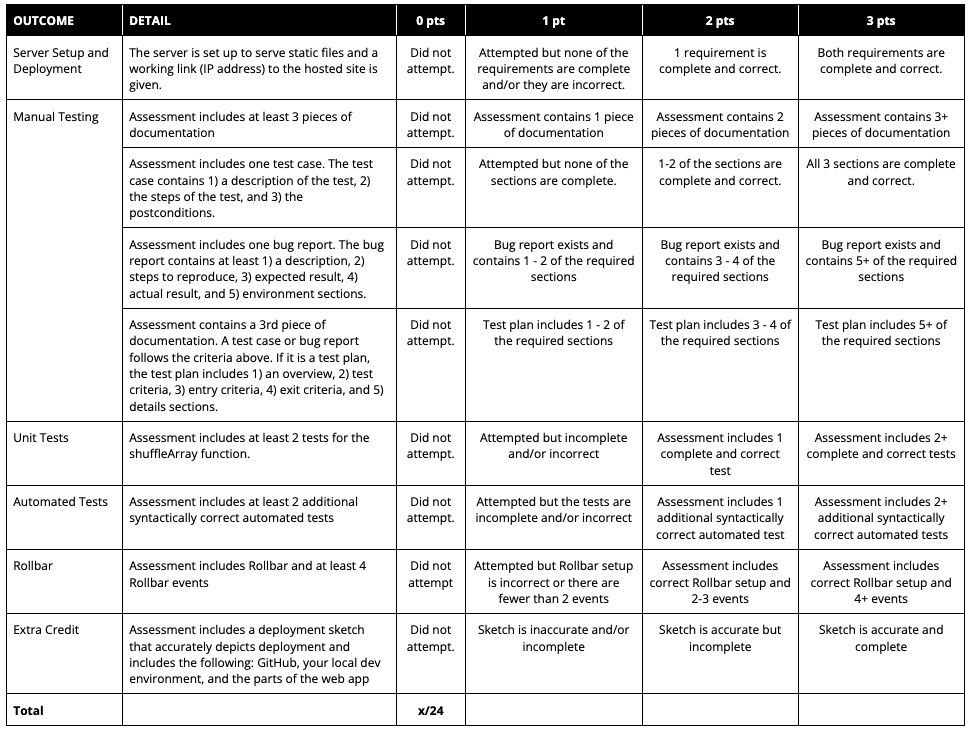 OUTCOME DETAIL 0 pts 1 pt 2 pts 3 pts
Server Setup and
Deployment
The server is set up to serve static files and a
working link (IP address) to the hosted site is
given.
Did not
attempt.
Attempted but none of the
requirements are complete
and/or they are incorrect.
1 requirement is
complete and correct.
Both requirements are
complete and correct.
Manual Testing
Assessment includes at least 3 pieces of
documentation
Did not
attempt.
Assessment contains 1 piece
of documentation
Assessment contains 2
pieces of documentation
Assessment contains 3+
pieces of documentation
Assessment includes one test case. The test
case contains 1) a description of the test, 2)
the steps of the test, and 3) the
postconditions.
Did not
attempt.
Attempted but none of the
sections are complete.
1-2 of the sections are
complete and correct.
All 3 sections are complete
and correct.
Assessment includes one bug report. The bug
report contains at least 1) a description, 2)
steps to reproduce, 3) expected result, 4)
actual result, and 5) environment sections.
Did not
attempt.
Bug report exists and
contains 1 - 2 of the required
sections
Bug report exists and
contains 3 - 4 of the
required sections
Bug report exists and
contains 5+ of the required
sections
Assessment contains a 3rd piece of
documentation. A test case or bug report
follows the criteria above. If it is a test plan,
the test plan includes 1) an overview, 2) test
criteria, 3) entry criteria, 4) exit criteria, and 5)
details sections.
Did not
attempt.
Test plan includes 1 - 2 of
the required sections
Test plan includes 3 - 4 of
the required sections
Test plan includes 5+ of
the required sections
Unit Tests
Assessment includes at least 2 tests for the
shuffleArray function.
Did not
attempt.
Attempted but incomplete
and/or incorrect
Assessment includes 1
complete and correct
test
Assessment includes 2+
complete and correct tests
Automated Tests
Assessment includes at least 2 additional
syntactically correct automated tests
Did not
attempt.
Attempted but the tests are
incomplete and/or incorrect
Assessment includes 1
additional syntactically
correct automated test
Assessment includes 2+
additional syntactically
correct automated tests
Rollbar
Assessment includes Rollbar and at least 4
Rollbar events
Did not
attempt
Attempted but Rollbar setup
is incorrect or there are
fewer than 2 events
Assessment includes
correct Rollbar setup and
2-3 events
Assessment includes
correct Rollbar setup and
4+ events
Extra Credit
Assessment includes a deployment sketch
that accurately depicts deployment and
includes the following: GitHub, your local dev
environment, and the parts of the web app
Did not
attempt.
Sketch is inaccurate and/or
incomplete
Sketch is accurate but
incomplete
Sketch is accurate and
complete
Total x/24